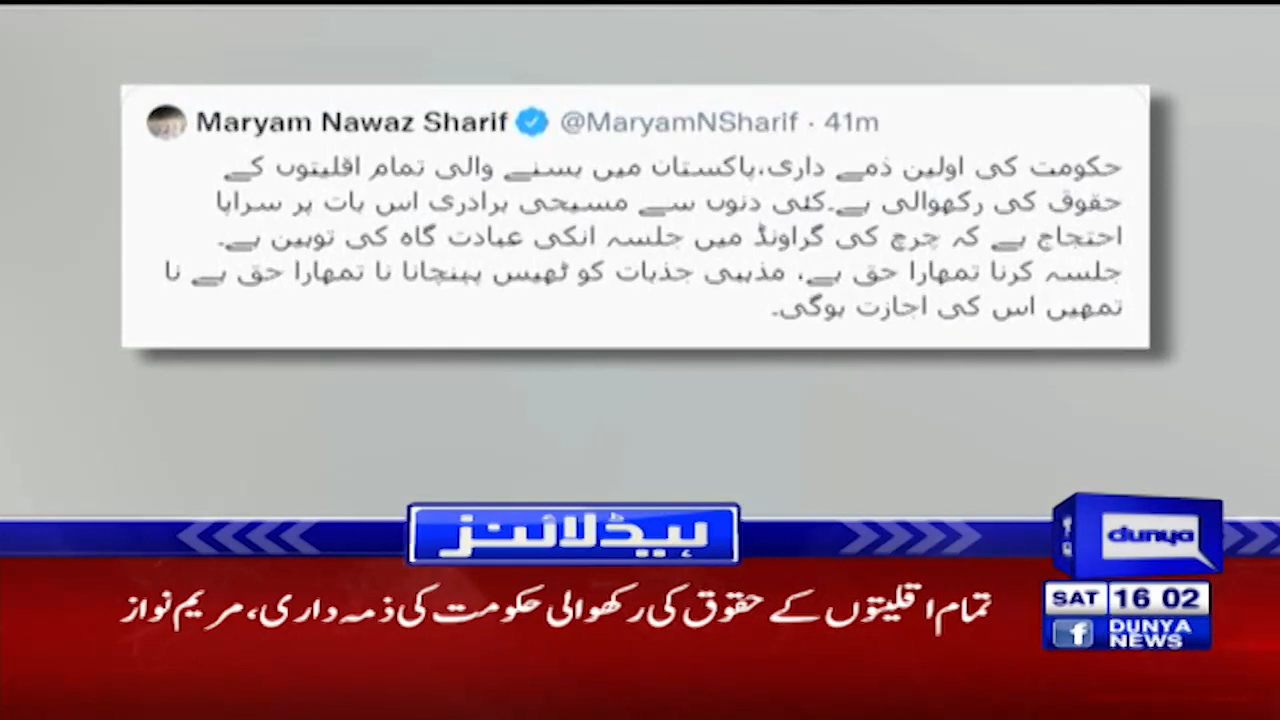 Maryam Nawaz Sharif @MaryamNSharif · 41m
حکومت کی اولین ذمے داری،پاکستان میں بسنے والی تمام اقلیتوں کے
حقوق کی رکھوالی ہے۔کئی دنوں سے مسیحی برادری اس بات پر سراپا
احتجاج ہے کہ چرچ کی گراونڈ میں جلسہ انکی عبادت گاہ کی توہین ہے۔
جلسہ کرنا تمھارا حق ہے، مذہبی جذبات کو ٹھیس پہنچانا نا تمھارا حق ہے نا
تمھیں اس کی اجازت ہوگی۔
ہیڈلائنز
dunya
تمام اقلیتوں کے حقوق کی رکھوالی حکومت کی ذمہ داری، مریم نواز
SAT 16 02
f DUNYA
NEWS